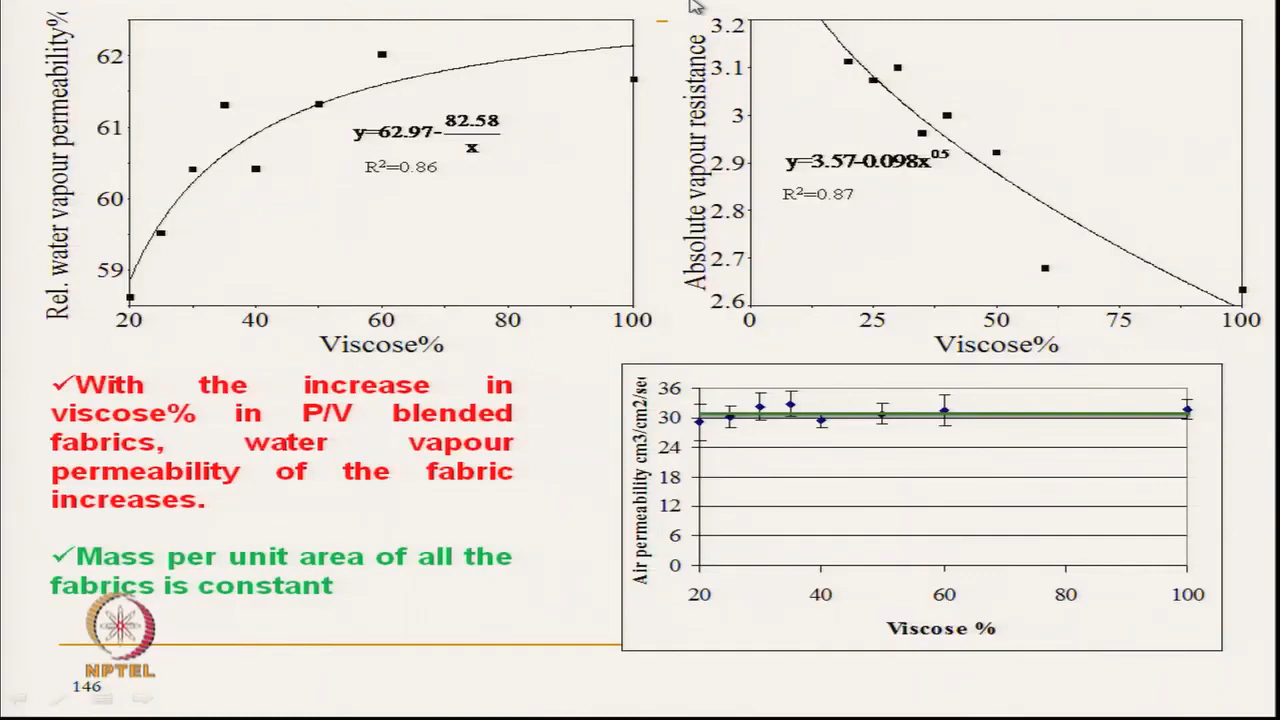 Rel. water vapour permeability%
62
61
60
59
y=62.97-82.58/x
R²=0.86
20 40 60 80 100
Viscose%
Absolute vapour resistance
3.2
3.1
3
2.9
2.8
2.7
2.6
y=3.57-0.098x^0.5
R²=0.87
0 25 50 75 100
Viscose%
✓With the increase in
viscose% in P/V blended
fabrics, water vapour
permeability of the fabric
increases.
✓Mass per unit area of all the
fabrics is constant
Air permeability cm3/cm2/sec
36
30
24
18
12
6
0
20 40 60 80 100
Viscose %
NPTEL
146